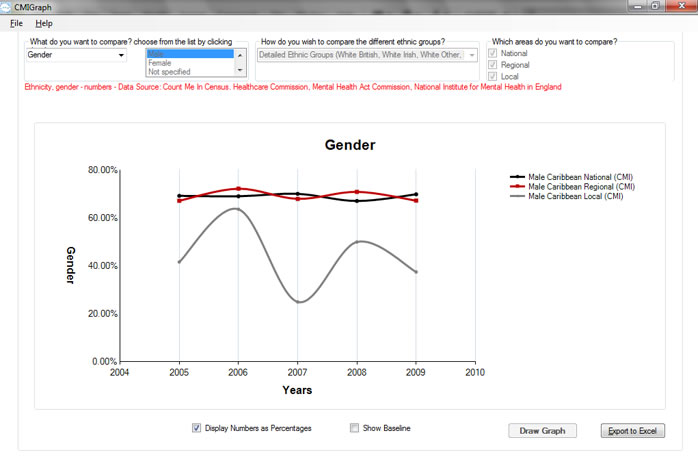 CMIGraph
File Help
What do you want to compare? choose from the list by clicking
Gender
Male
Female
Not specified
How do you wish to compare the different ethnic groups?
Detailed Ethnic Groups (White British, White Irish, White Other,
Which areas do you want to compare?
National
Regional
Local
Ethnicity, gender - numbers - Data Source: Count Me In Census. Healthcare Commission, Mental Health Act Commission, National Institute for Mental Health in England
Gender
80.00%
60.00%
40.00%
20.00%
0.00%
Gender
2004 2005 2006 2007 2008 2009 2010
Years
Male Caribbean National (CMI)
Male Caribbean Regional (CMI)
Male Caribbean Local (CMI)
Display Numbers as Percentages
Show Baseline
Draw Graph
Export to Excel